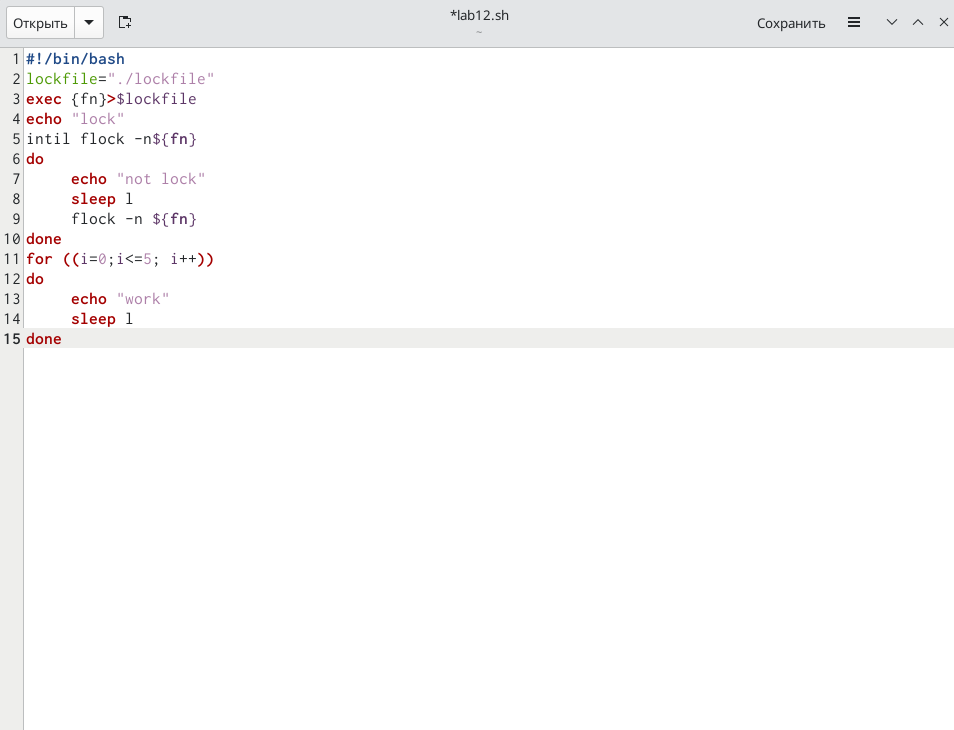 Открыть
*lab12.sh
~
Сохранить
1 #!/bin/bash
2 lockfile="./lockfile"
3 exec {fn}>$lockfile
4 echo "lock"
5 intil flock -n${fn}
6 do
7 echo "not lock"
8 sleep l
9 flock -n ${fn}
10 done
11 for ((i=0;i<=5; i++))
12 do
13 echo "work"
14 sleep l
15 done